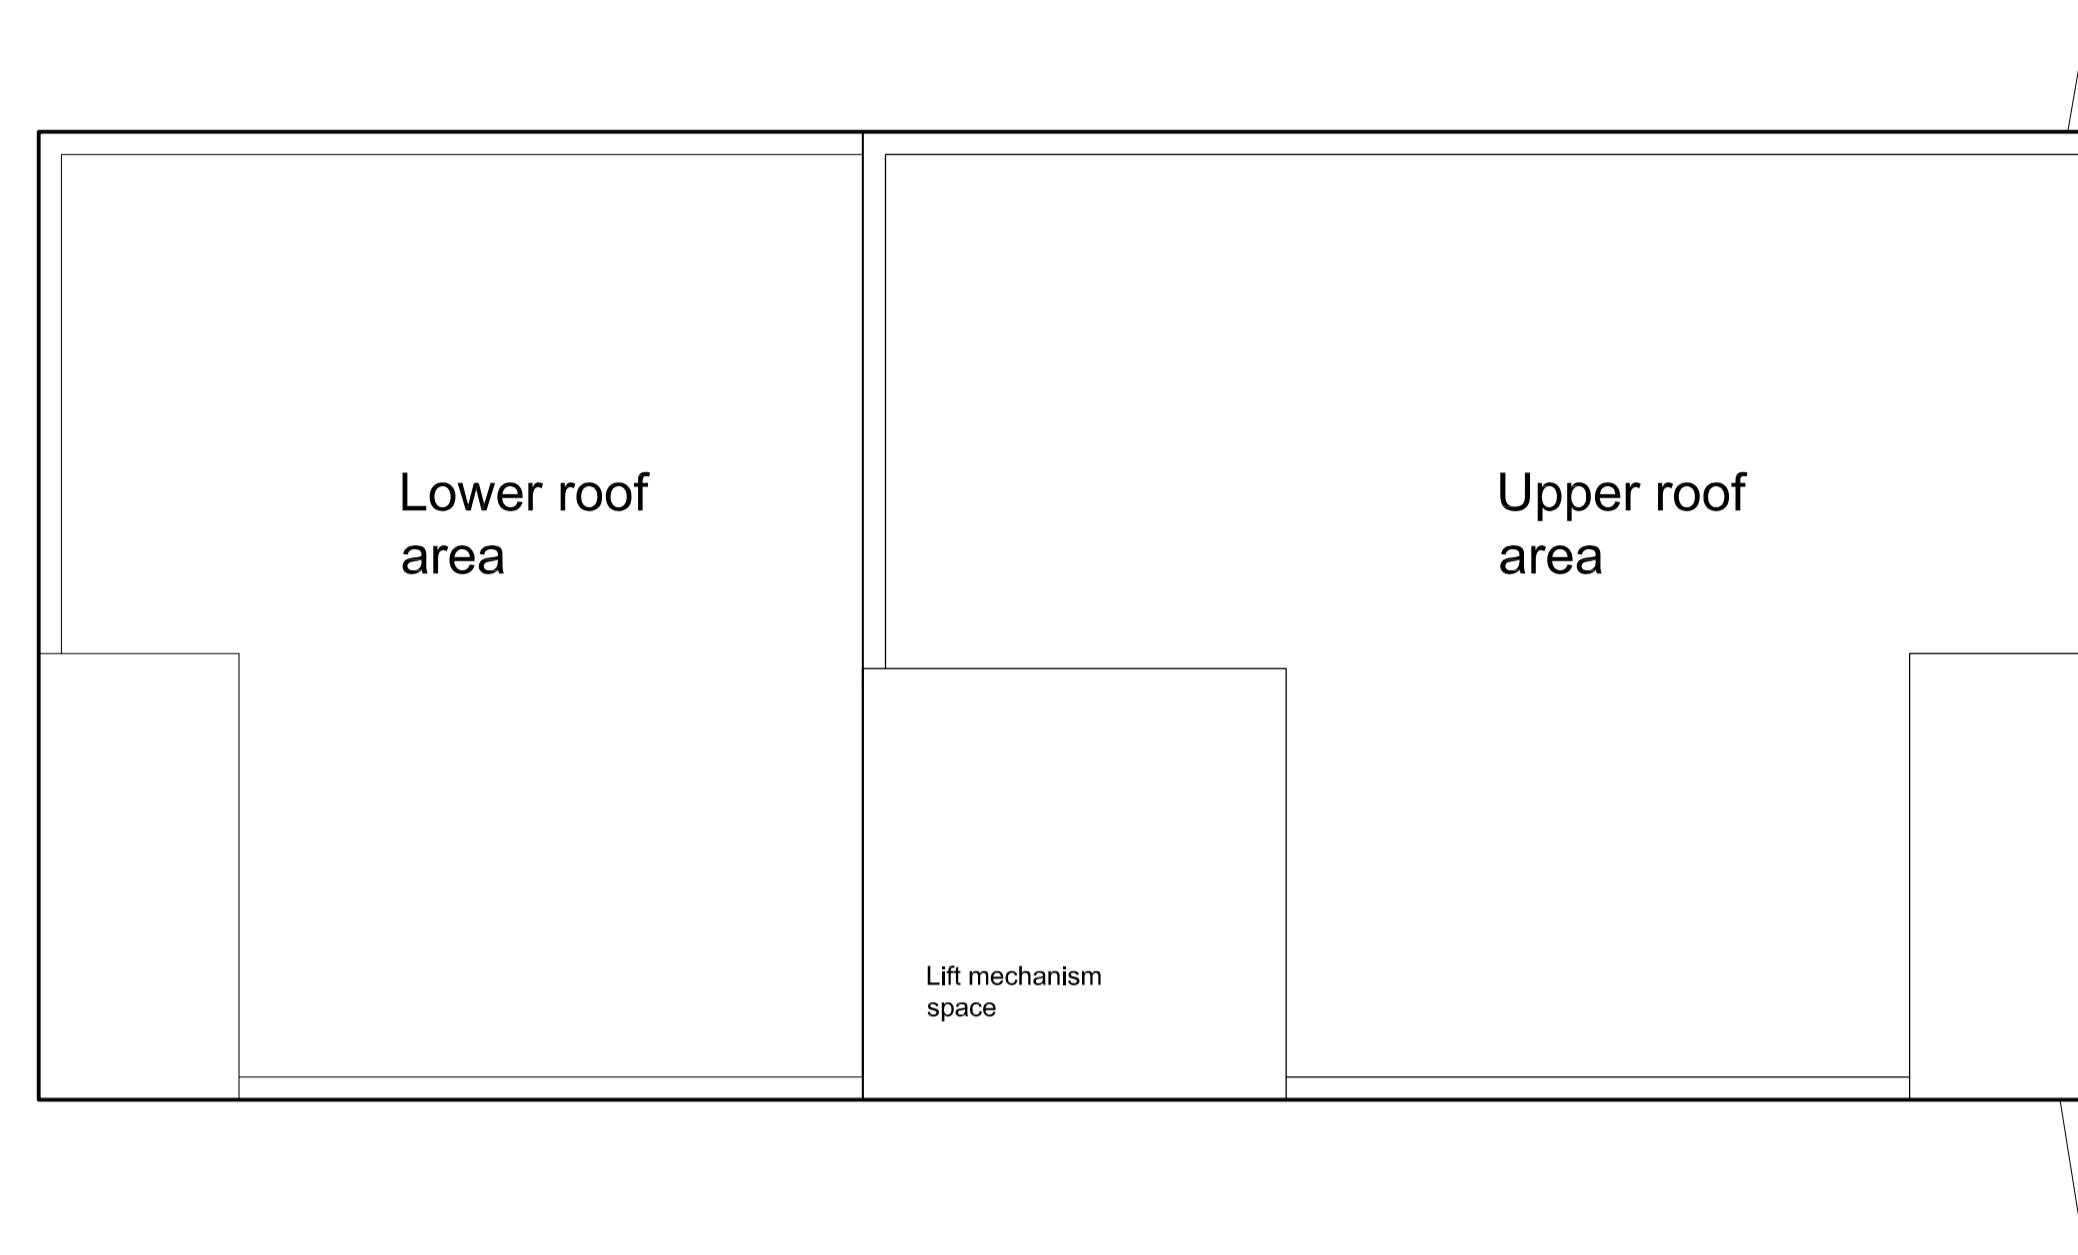 Lower roof
area
Upper roof
area
Lift mechanism
space